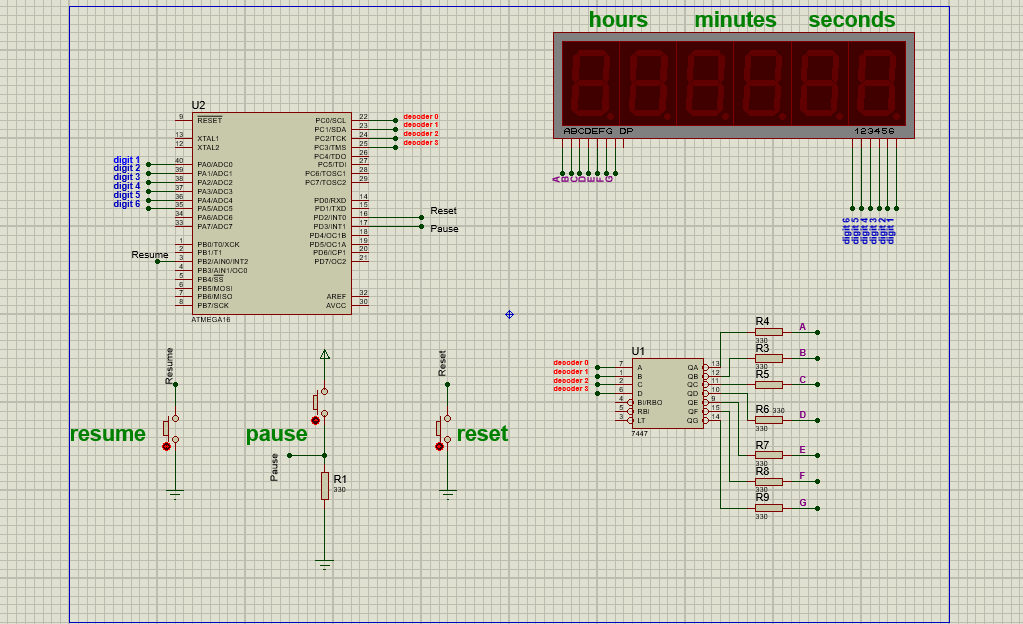 hours minutes seconds
ABCDEFG DP 123456
A B C D E F G
digit 6 digit 5 digit 4 digit 3 digit 2 digit 1
U2
9 RESET
13 XTAL1
12 XTAL2
digit 1 40 PA0/ADC0
digit 2 39 PA1/ADC1
digit 3 38 PA2/ADC2
digit 4 37 PA3/ADC3
digit 5 36 PA4/ADC4
digit 6 35 PA5/ADC5
34 PA6/ADC6
33 PA7/ADC7
1 PB0/T0/XCK
2 PB1/T1
Resume 3 PB2/AIN0/INT2
4 PB3/AIN1/OC0
5 PB4/SS
6 PB5/MOSI
7 PB6/MISO
8 PB7/SCK
PC0/SCL 22 decoder 0
PC1/SDA 23 decoder 1
PC2/TCK 24 decoder 2
PC3/TMS 25 decoder 3
PC4/TDO 26
PC5/TDI 27
PC6/TOSC1 28
PC7/TOSC2 29
PD0/RXD 14
PD1/TXD 15
PD2/INT0 16 Reset
PD3/INT1 17 Pause
PD4/OC1B 18
PD5/OC1A 19
PD6/ICP1 20
PD7/OC2 21
AREF 32
AVCC 30
ATMEGA16
Resume
resume
pause
Pause
R1
330
Reset
reset
U1
decoder 0 7 A
decoder 1 1 B
decoder 2 2 C
decoder 3 6 D
4 BI/RBO
5 RBI
3 LT
QA 13
QB 12
QC 11
QD 10
QE 9
QF 15
QG 14
7447
R4 A
330
R3 B
330
R5 C
R6 330 D
330
R7 E
330
R8 F
330
R9 G
330